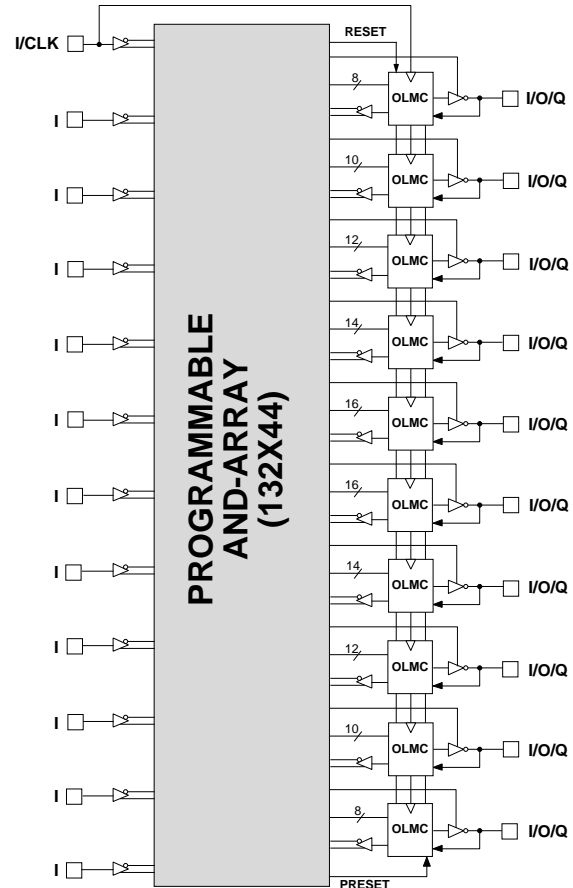 RESET
I/CLK
8
OLMC
I/O/Q
I
10
OLMC
I/O/Q
I
12
OLMC
I/O/Q
I
14
OLMC
I/O/Q
I
16
OLMC
I/O/Q
I
PROGRAMMABLE
AND-ARRAY
(132X44)
16
OLMC
I/O/Q
I
14
OLMC
I/O/Q
I
12
OLMC
I/O/Q
I
10
OLMC
I/O/Q
I
8
OLMC
I/O/Q
I
I
PRESET